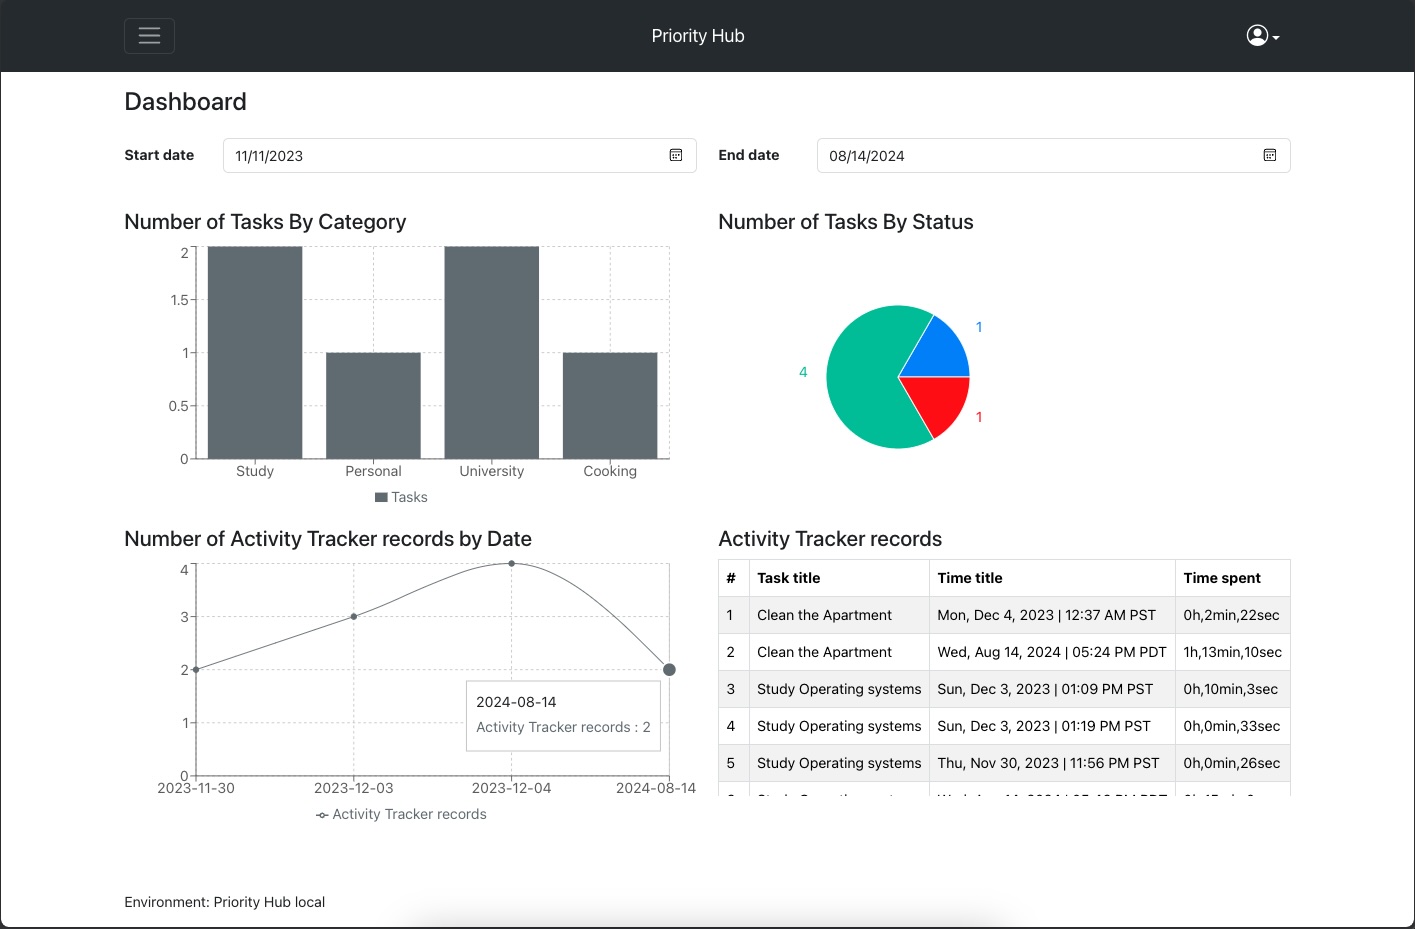 Priority Hub
Dashboard
Start date
11/11/2023
End date
08/14/2024
Number of Tasks By Category
2
1.5
1
0.5
0
Study Personal University Cooking
Tasks
Number of Tasks By Status
4
1
1
Number of Activity Tracker records by Date
4
3
2
1
0
2024-08-14
Activity Tracker records : 2
2023-11-30 2023-12-03 2023-12-04 2024-08-14
Activity Tracker records
Activity Tracker records
# Task title Time title Time spent
1 Clean the Apartment Mon, Dec 4, 2023 | 12:37 AM PST 0h,2min,22sec
2 Clean the Apartment Wed, Aug 14, 2024 | 05:24 PM PDT 1h,13min,10sec
3 Study Operating systems Sun, Dec 3, 2023 | 01:09 PM PST 0h,10min,3sec
4 Study Operating systems Sun, Dec 3, 2023 | 01:19 PM PST 0h,0min,33sec
5 Study Operating systems Thu, Nov 30, 2023 | 11:56 PM PST 0h,0min,26sec
Environment: Priority Hub local